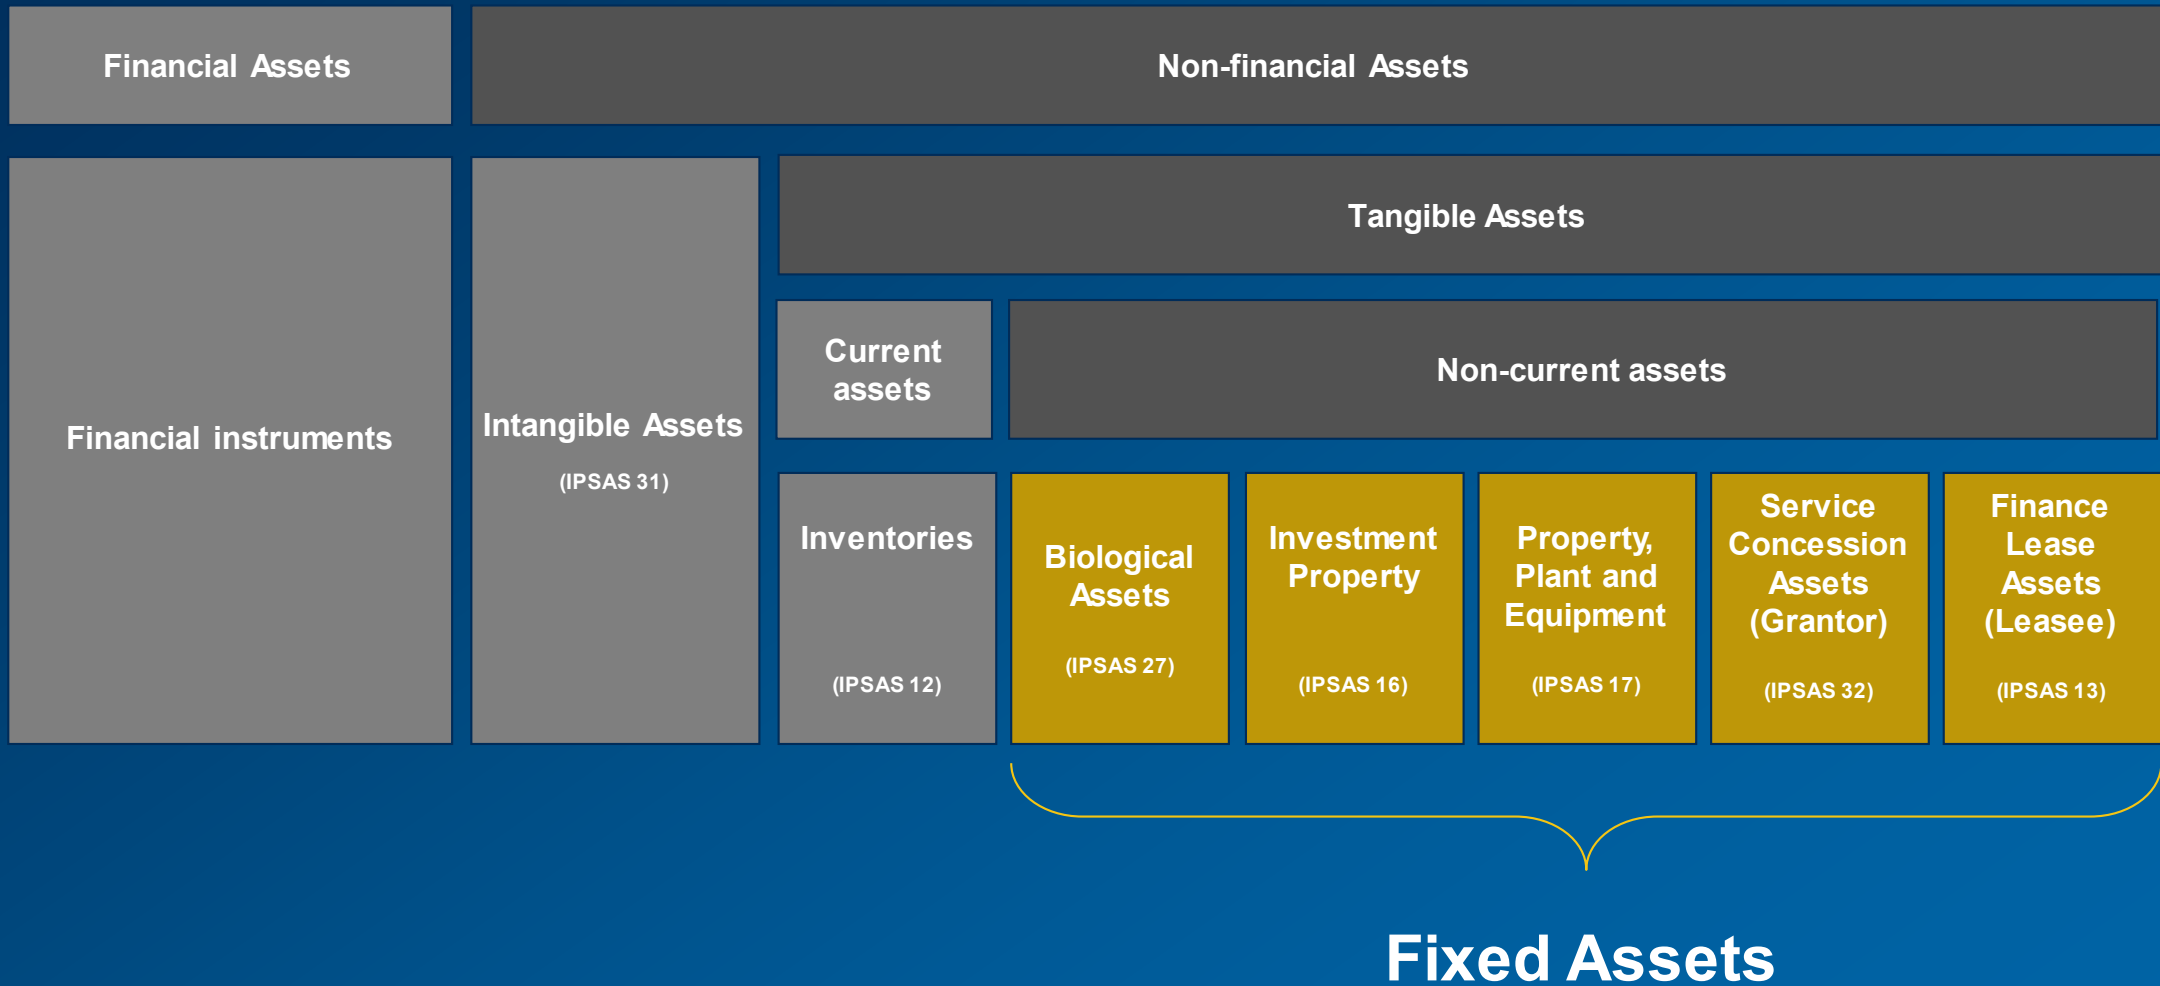 Financial Assets
Non-financial Assets
Financial instruments
Intangible Assets
(IPSAS 31)
Tangible Assets
Current
assets
Non-current assets
Inventories
(IPSAS 12)
Biological
Assets
(IPSAS 27)
Investment
Property
(IPSAS 16)
Property,
Plant and
Equipment
(IPSAS 17)
Service
Concession
Assets
(Grantor)
(IPSAS 32)
Finance
Lease
Assets
(Leasee)
(IPSAS 13)
Fixed Assets